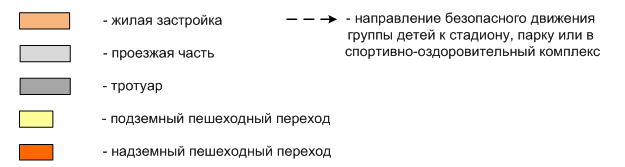 - жилая застройка
- проезжая часть
- тротуар
- подземный пешеходный переход
- надземный пешеходный переход
- направление безопасного движения
группы детей к стадиону, парку или в
спортивно-оздоровительный комплекс